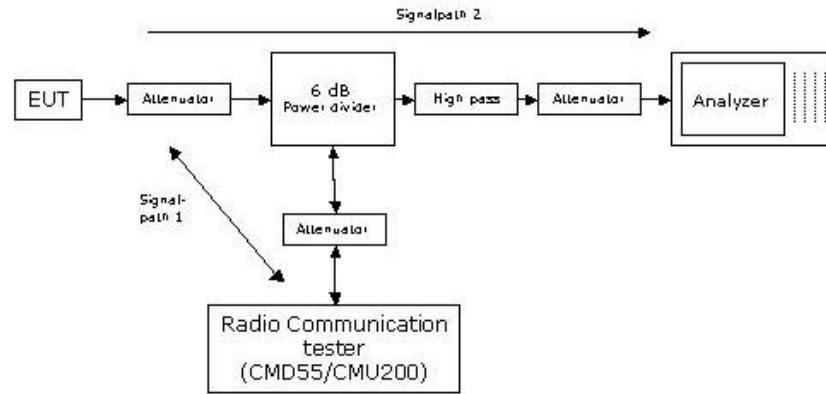 Signalpath 2
EUT
Attenuator
6 dB
Power divider
High pass
Attenuator
Analyzer
Signal-
path 1
Attenuator
Radio Communication
tester
(CMD55/CMU200)